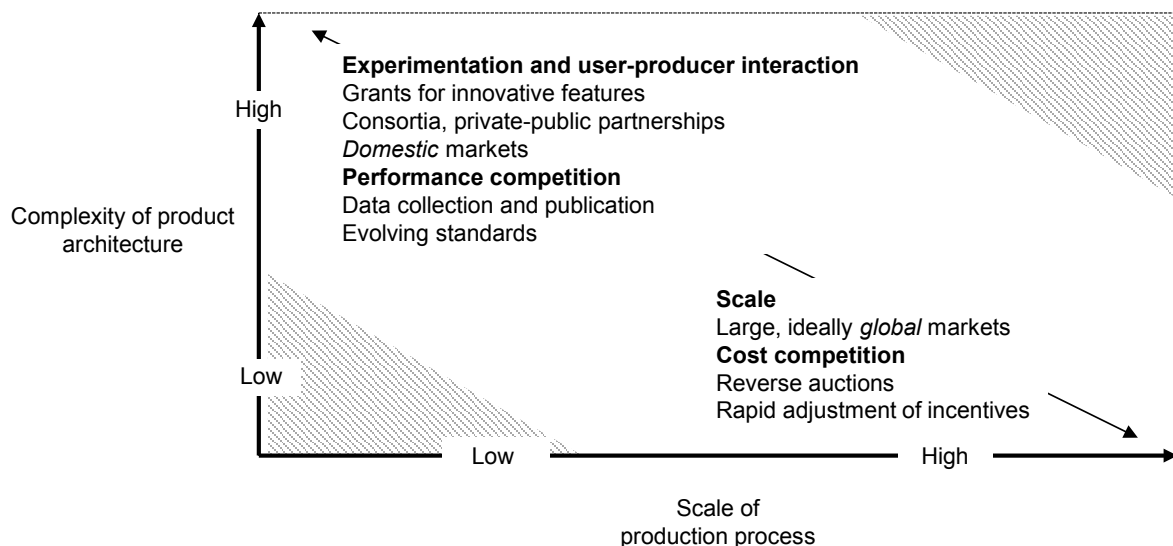 Experimentation and user-producer interaction
Grants for innovative features
High
Consortia, private-public partnerships
Domestic markets
Performance competition
Data collection and publication
Complexity of product
architecture
Evolving standards
Scale
Large, ideally global markets
Cost competition
Low
Reverse auctions
Rapid adjustment of incentives
Low
High
Scale of
production process